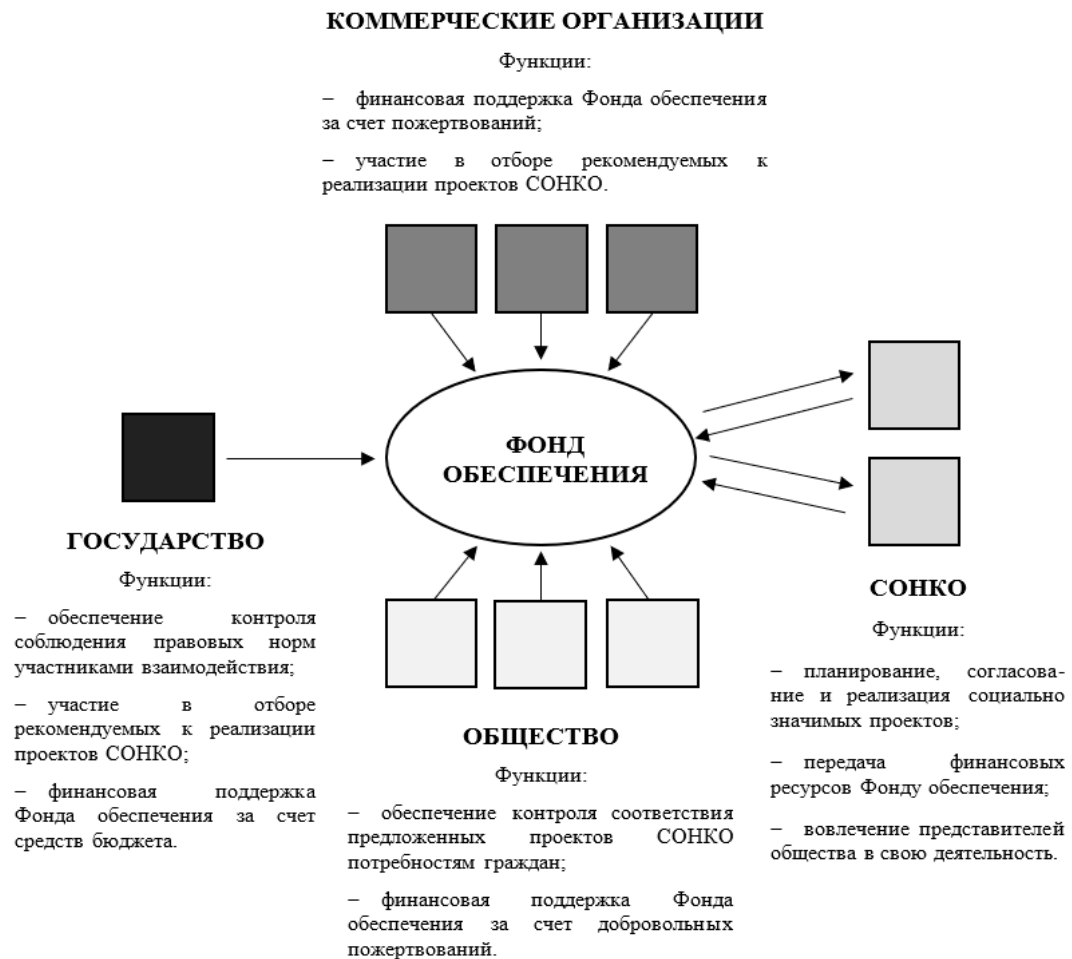 КОММЕРЧЕСКИЕ ОРГАНИЗАЦИИ
Функции:
– финансовая поддержка Фонда обеспечения
за счет пожертвований;
– участие в отборе рекомендуемых к
реализации проектов СОНКО.
ФОНД
ОБЕСПЕЧЕНИЯ
ГОСУДАРСТВО
Функции:
– обеспечение контроля
соблюдения правовых норм
участниками взаимодействия;
– участие в отборе
рекомендуемых к реализации
проектов СОНКО;
– финансовая поддержка
Фонда обеспечения за счет
средств бюджета.
ОБЩЕСТВО
Функции:
– обеспечение контроля соответствия
предложенных проектов СОНКО
потребностям граждан;
– финансовая поддержка Фонда
обеспечения за счет добровольных
пожертвований.
СОНКО
Функции:
– планирование, согласова-
ние и реализация социально
значимых проектов;
– передача финансовых
ресурсов Фонду обеспечения;
– вовлечение представителей
общества в свою деятельность.